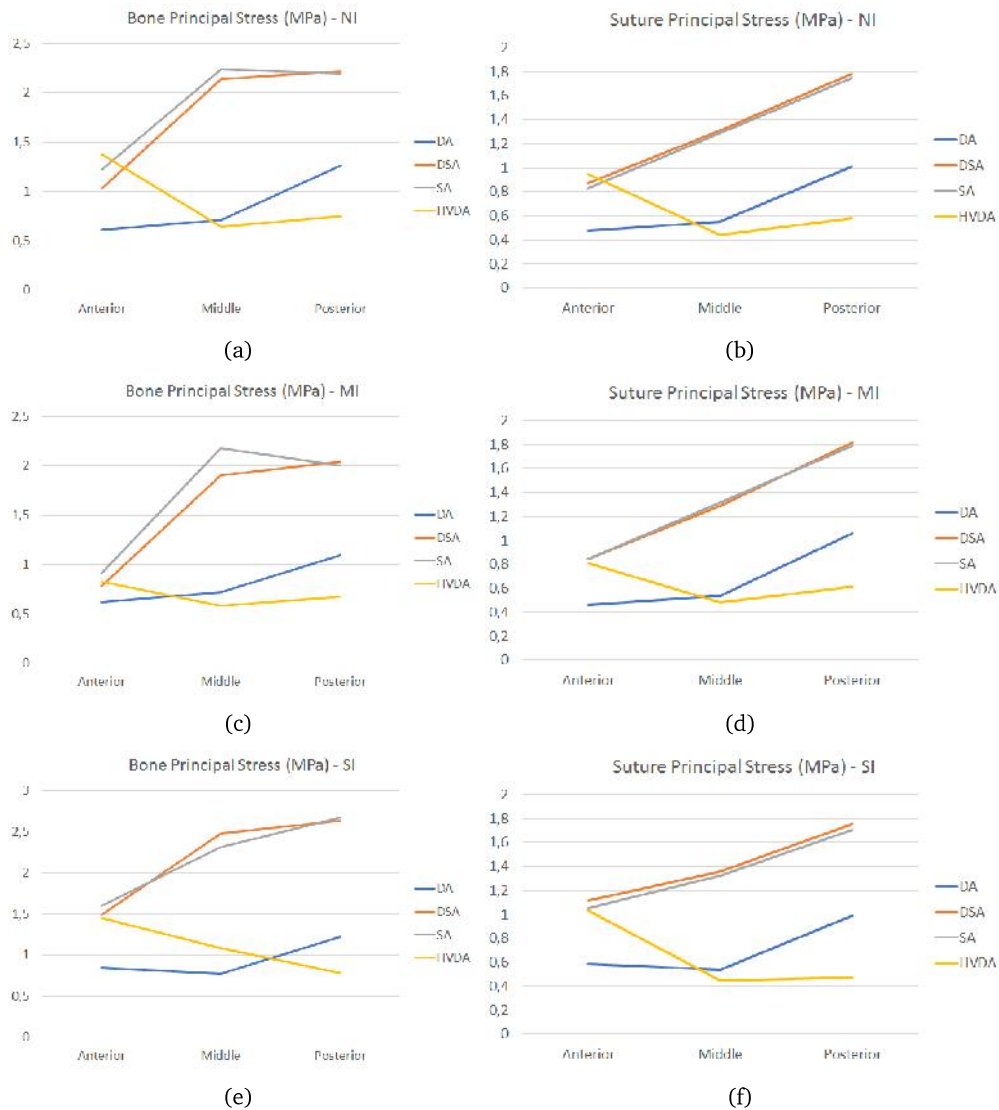 Bone Principal Stress (MPa) - NI
2,5
2
1,5
1
0,5
0
Anterior Middle Posterior
DA
DSA
SA
HVDA
(a)
Suture Principal Stress (MPa) - NI
2
1,8
1,6
1,4
1,2
1
0,8
0,6
0,4
0,2
0
Anterior Middle Posterior
DA
DSA
SA
HVDA
(b)
Bone Principal Stress (MPa) - MI
2,5
2
1,5
1
0,5
0
Anterior Middle Posterior
DA
DSA
SA
HVDA
(c)
Suture Principal Stress (MPa) - MI
2
1,8
1,6
1,4
1,2
1
0,8
0,6
0,4
0,2
0
Anterior Middle Posterior
DA
DSA
SA
HVDA
(d)
Bone Principal Stress (MPa) - SI
3
2,5
2
1,5
1
0,5
0
Anterior Middle Posterior
DA
DSA
SA
HVDA
(e)
Suture Principal Stress (MPa) - SI
2
1,8
1,6
1,4
1,2
1
0,8
0,6
0,4
0,2
0
Anterior Middle Posterior
DA
DSA
SA
HVDA
(f)